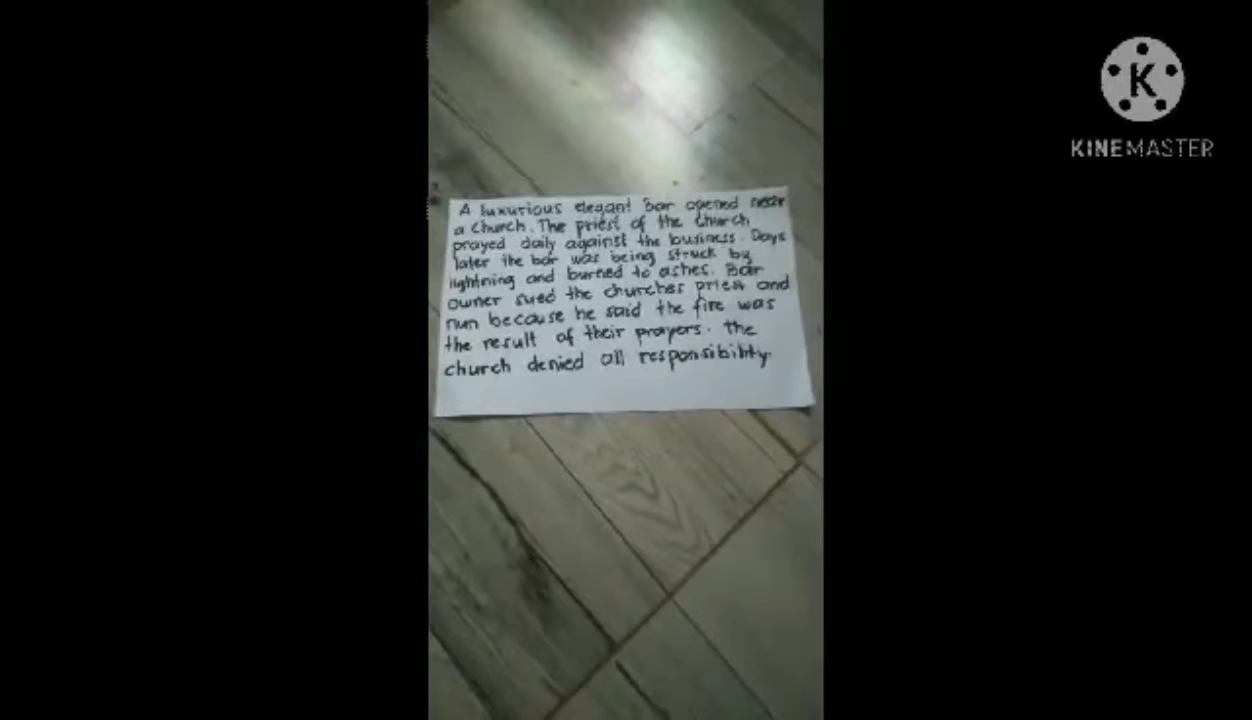 A luxurious elegant Bar opened near
a church. The priest of the Church
prayed daily against the business. Days
later the bar was being struck by
lightning and burned to ashes. Bar
owner sued the churches priest and
nun because he said the fire was
the result of their prayers. The
church denied all responsibility.
K
KINEMASTER